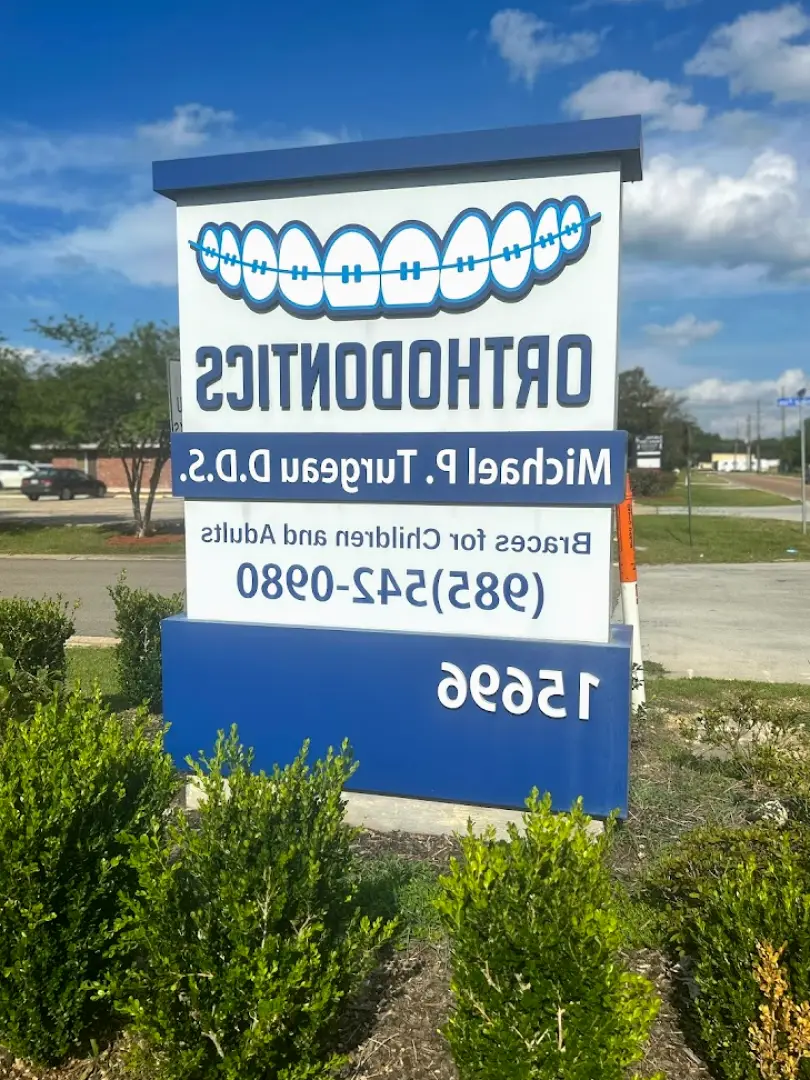 ORTHODONTICS
Michael P. Turgeau D.D.S.
Braces for Children and Adults
(985)542-0980
15696